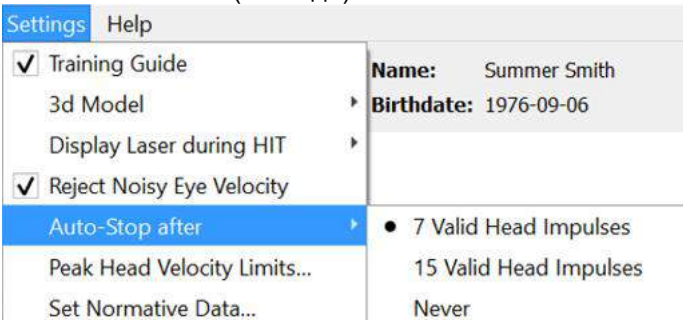 Settings Help
✓ Training Guide
3d Model
Display Laser during HIT
✓ Reject Noisy Eye Velocity
Auto-Stop after
Peak Head Velocity Limits...
Set Normative Data...
Name: Summer Smith
Birthdate: 1976-09-06
• 7 Valid Head Impulses
15 Valid Head Impulses
Never